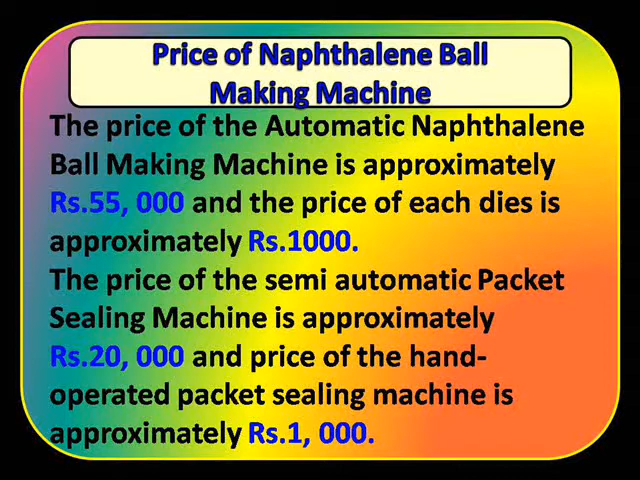 Price of Naphthalene Ball
Making Machine
The price of the Automatic Naphthalene
Ball Making Machine is approximately
Rs.55, 000 and the price of each dies is
approximately Rs.1000.
The price of the semi automatic Packet
Sealing Machine is approximately
Rs.20, 000 and price of the hand-
operated packet sealing machine is
approximately Rs.1, 000.